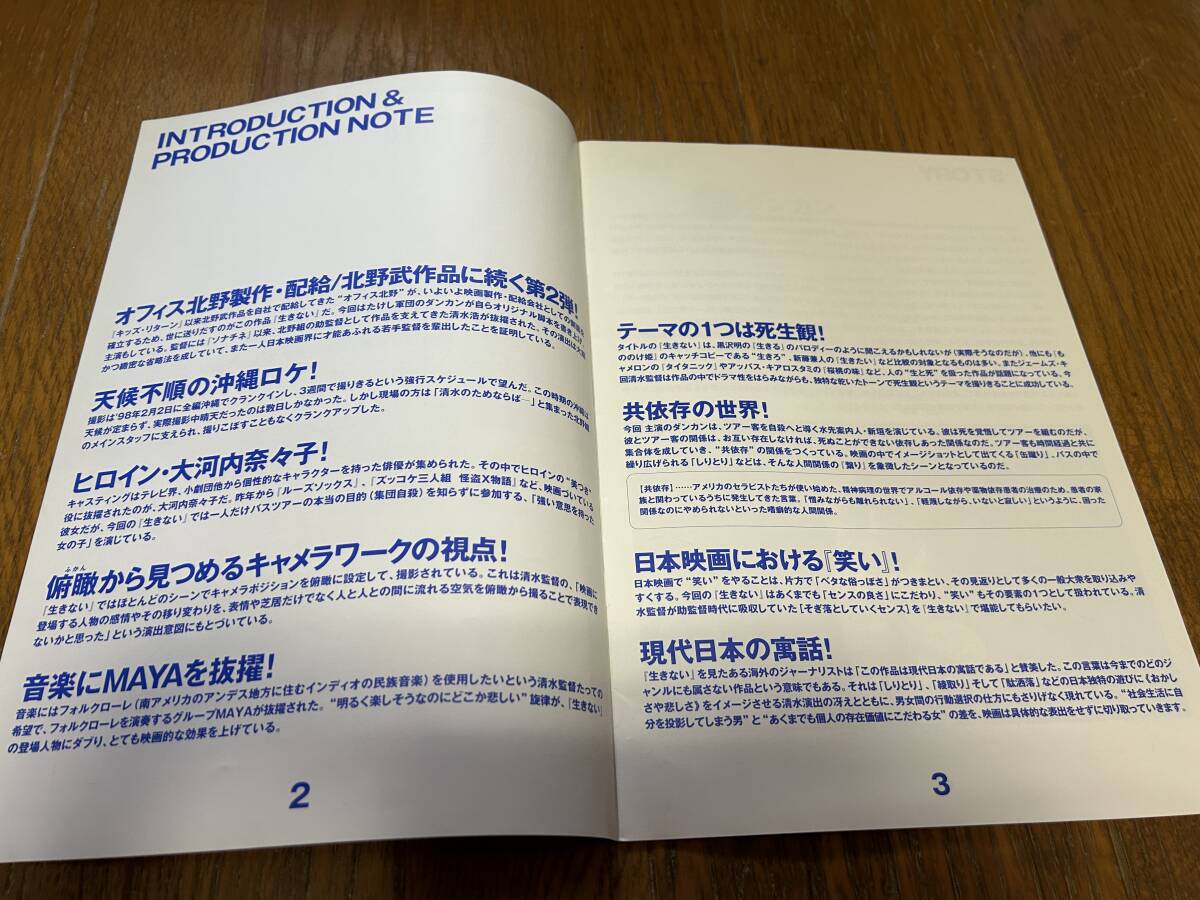 INTRODUCTION &
PRODUCTION NOTE
オフィス北野製作・配給/北野武作品に続く第2弾!
『キッズ・リターン』以来北野武作品を自社で配給してきた“オフィス北野”が、いよいよ映画製作・配給会社としての
確立するため、世に送りだすのがこの作品『生きない』だ。今回はたけし軍団のダンカンが自らオリジナル脚本を書き上げ、
主演もしている。監督には『ソナチネ』以来、北野組の助監督として作品を支えてきた清水浩が抜擢された。その演出は大胆
かつ緻密な省略法を成していて、また一人日本映画界に才能あふれる若手監督を輩出したことを証明している。
天候不順の沖縄ロケ!
撮影は'98年2月2日に全編沖縄でクランクインし、3週間で撮りきるという強行スケジュールで望んだ。この時期の沖縄は
天候が定まらず、実際撮影中晴天だったのは数日しかなかった。しかし現場の方は「清水のためならば―」と集まった北野組
のメインスタッフに支えられ、撮りこぼすこともなくクランクアップした。
ヒロイン・大河内奈々子!
キャスティングはテレビ界、小劇団他から個性的なキャラクターを持った俳優が集められた。その中でヒロインの“美つき”
役に抜擢されたのが、大河内奈々子だ。昨年から『ルーズソックス』、『ズッコケ三人組 怪盗X物語』など、映画づいている
彼女だが、今回の『生きない』では一人だけバスツアーの本当の目的(集団自殺)を知らずに参加する、「強い意思を持った
女の子」を演じている。
ふかん
俯瞰から見つめるキャメラワークの視点!
『生きない』ではほとんどのシーンでキャメラポジションを俯瞰に設定して、撮影されている。これは清水監督の、「映画に
登場する人物の感情やその移り変わりを、表情や芝居だけでなく人と人との間に流れる空気を俯瞰から撮ることで表現でき
ないかと思った」という演出意図にもとづいている。
音楽にMAYAを抜擢!
音楽にはフォルクローレ(南アメリカのアンデス地方に住むインディオの民族音楽)を使用したいという清水監督たっての
希望で、フォルクローレを演奏するグループMAYAが抜擢された。“明るく楽しそうなのにどこか悲しい”旋律が、『生きない』
の登場人物にダブり、とても映画的な効果を上げている。
2
テーマの1つは死生観!
タイトルの『生きない』は、黒沢明の『生きる』のパロディーのように聞こえるかもしれないが(実際そうなのだが)、他にも『も
ののけ姫』のキャッチコピーである“生きろ”、新藤兼人の『生きたい』など比較の対象となるものは多い。またジェームズ・キ
ャメロンの『タイタニック』やアッバス・キアロスタミの『桜桃の味』など、人の“生と死”を扱った作品が話題になっている。今
回清水監督は作品の中でドラマ性をはらみながらも、独特な乾いたトーンで死生観というテーマを撮りきることに成功している。
共依存の世界!
今回 主演のダンカンは、ツアー客を自殺へと導く水先案内人・新垣を演じている。彼は死を覚悟してツアーを組むのだが、
彼とツアー客の関係は、お互い存在しなければ、死ぬことができない依存しあった関係なのだ。ツアー客も時間経過と共に
集合体を成していき、“共依存”の関係をつくっている。映画の中でイメージショットとして出てくる「缶蹴り」、バスの中で
繰り広げられる「しりとり」などは、そんな人間関係の「繋り」を象徴したシーンとなっているのだ。
「共依存」……アメリカのセラピストたちが使い始めた。精神病理の世界でアルコール依存や薬物依存患者の治療のため、患者の家
族と関わっているうちに発生してきた言葉。「憎みながらも離れられない」、「軽蔑しながら、いないと寂しい」というように、困った
関係なのにやめられないといった嗜癖的な人間関係。
日本映画における『笑い』!
日本映画で“笑い”をやることは、片方で「ベタな俗っぽさ」がつきまとい、その見返りとして多くの一般大衆を取り込みや
すくする。今回の『生きない』はあくまでも「センスの良さ」にこだわり、“笑い”もその要素の1つとして扱われている。清
水監督が助監督時代に吸収していた[そぎ落としていくセンス]を『生きない』で堪能してもらいたい。
現代日本の寓話!
『生きない』を見たある海外のジャーナリストは「この作品は現代日本の寓話である」と賛美した。この言葉は今までのどのジ
ャンルにも属さない作品という意味でもある。それは「しりとり」、「綾取り」そして「駄洒落」などの日本独特の遊びに《おかし
さや悲しさ》をイメージさせる清水演出の冴えとともに、男女間の行動選択の仕方にもさりげなく現れている。“社会生活に自
分を投影してしまう男”と“あくまでも個人の存在価値にこだわる女”の差を、映画は具体的な表出をせずに切り取っていきます。
3